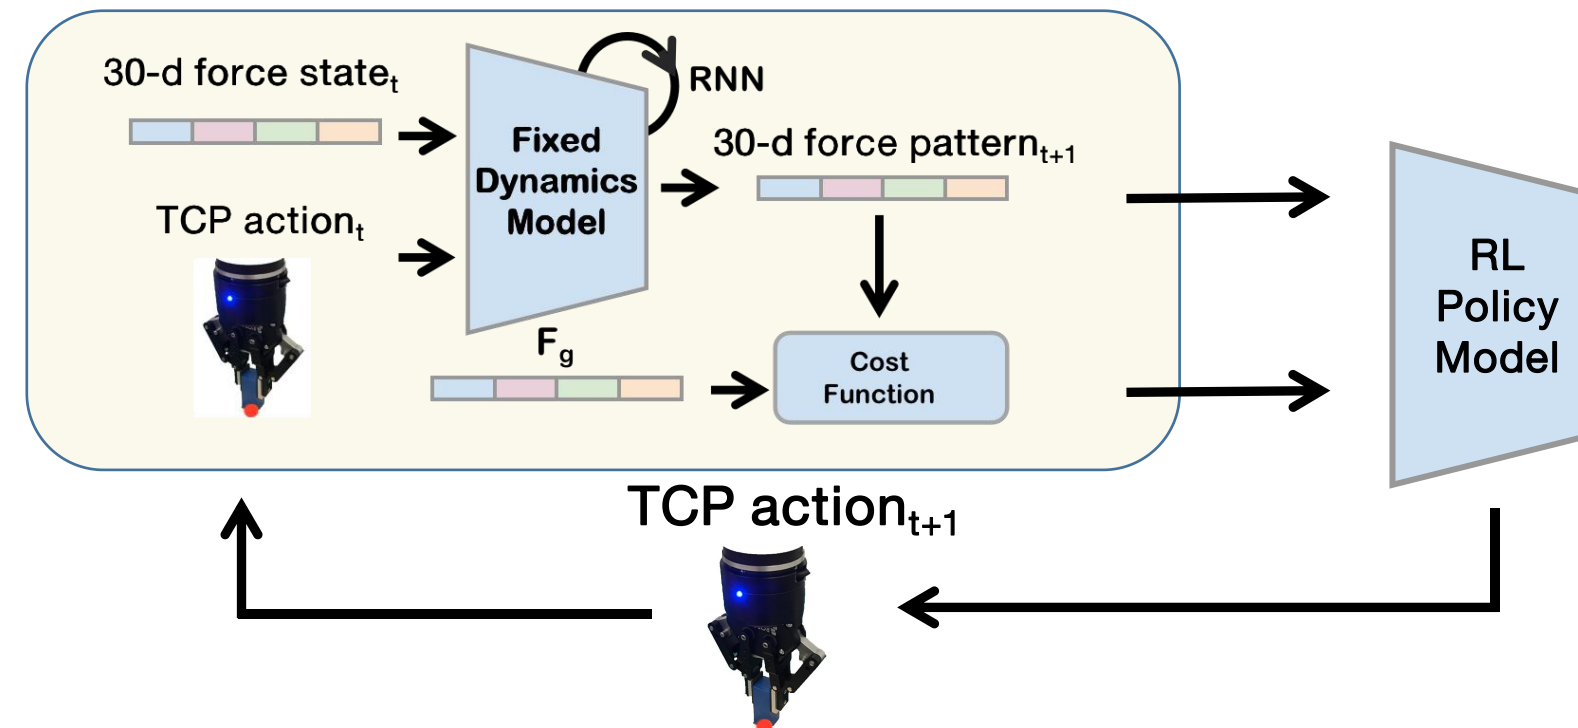 30-d force state_t
RNN
Fixed
Dynamics
Model
30-d force pattern_t+1
TCP action_t
F_g
Cost
Function
RL
Policy
Model
TCP action_t+1